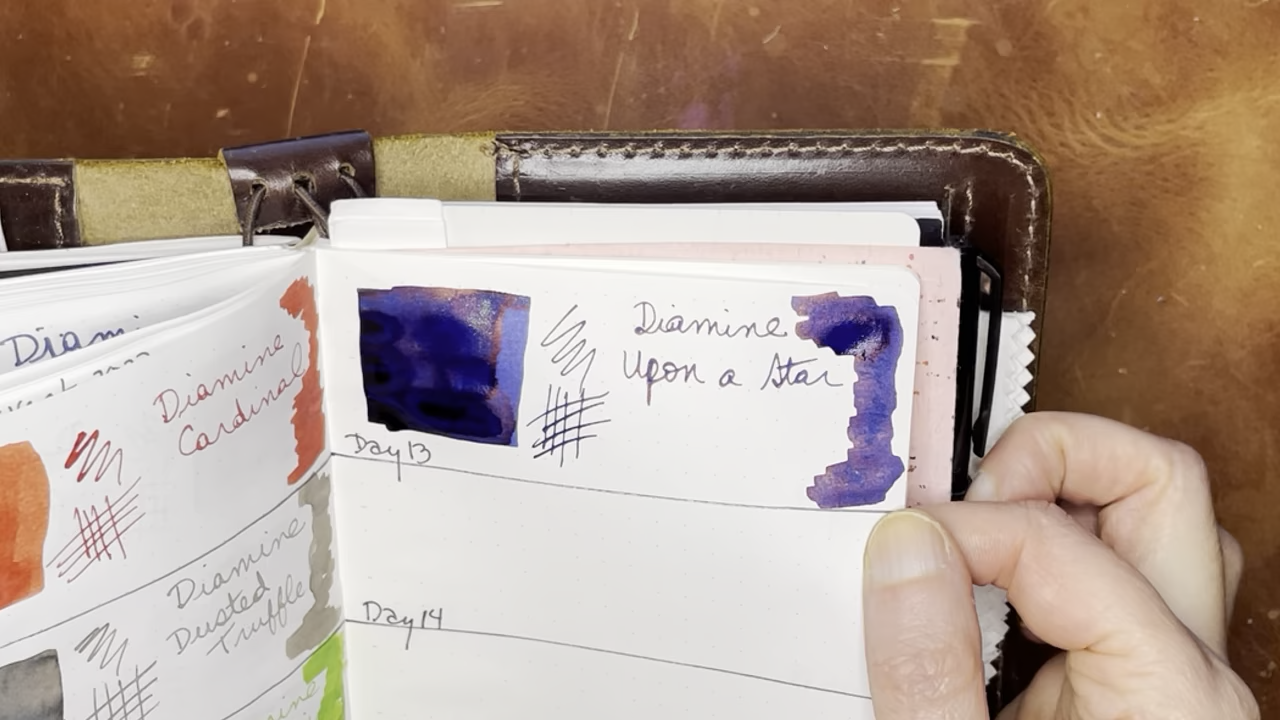 Diamine
Cardinal
Diamine
Dusted
Truffle
Diamine
Upon a Star
Day 13
Day 14